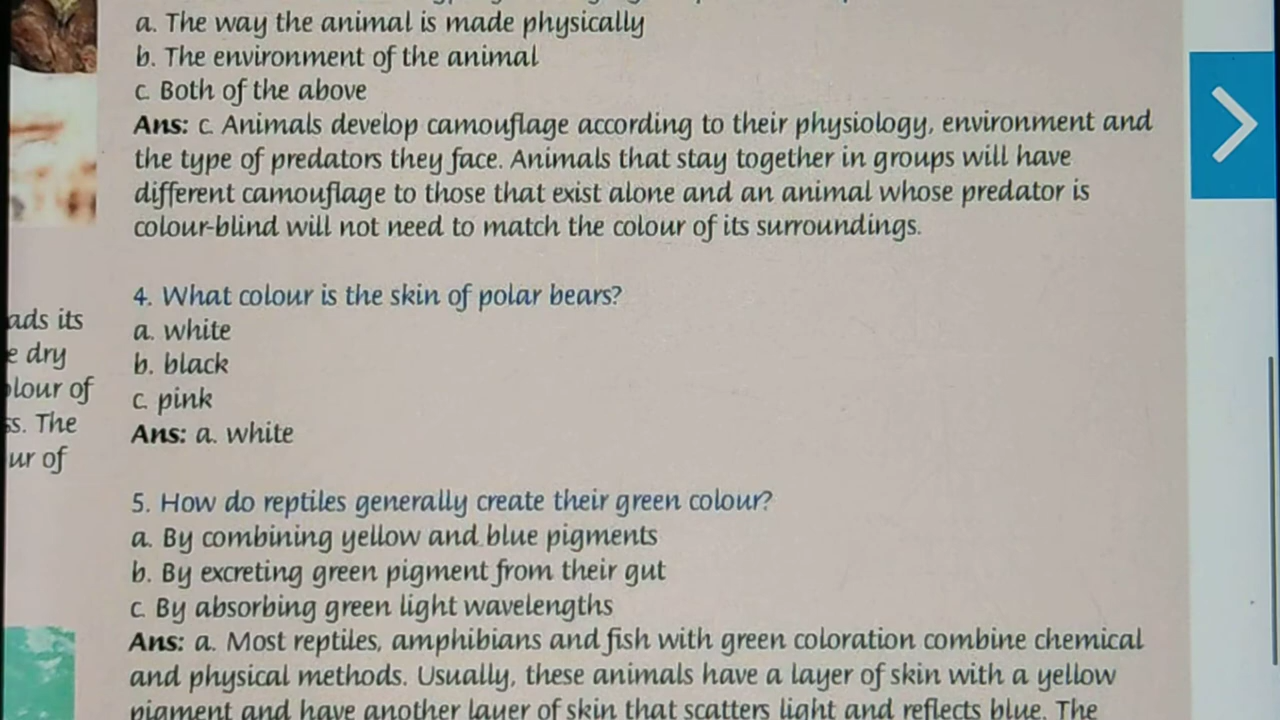 a. The way the animal is made physically
b. The environment of the animal
c. Both of the above
Ans: c. Animals develop camouflage according to their physiology, environment and
the type of predators they face. Animals that stay together in groups will have
different camouflage to those that exist alone and an animal whose predator is
colour-blind will not need to match the colour of its surroundings.
4. What colour is the skin of polar bears?
a. white
b. black
c. pink
Ans: a. white
5. How do reptiles generally create their green colour?
a. By combining yellow and blue pigments
b. By excreting green pigment from their gut
c. By absorbing green light wavelengths
Ans: a. Most reptiles, amphibians and fish with green coloration combine chemical
and physical methods. Usually, these animals have a layer of skin with a yellow
pigment and have another layer of skin that scatters light and reflects blue. The
ads its
e dry
olour of
ss. The
ur of